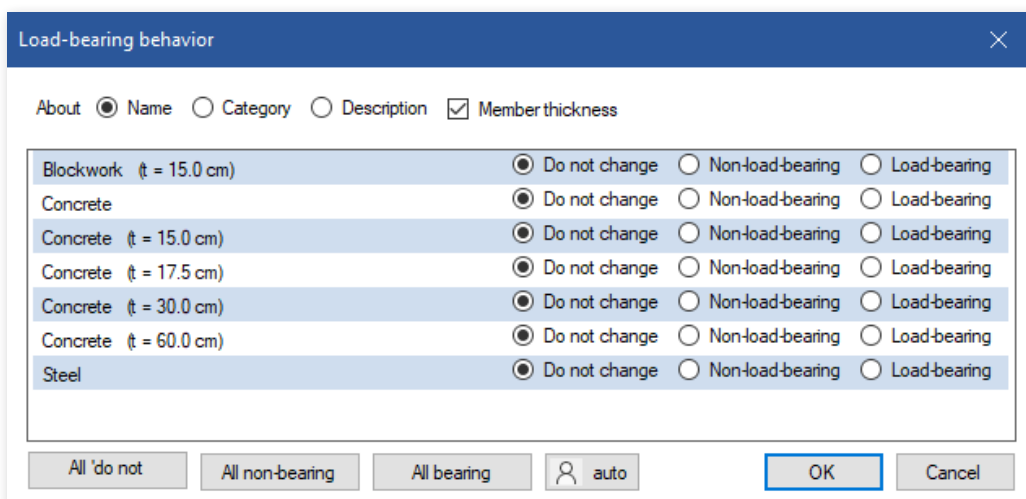 Load-bearing behavior
About Name Category Description Member thickness
Blockwork (t = 15.0 cm) Do not change Non-load-bearing Load-bearing
Concrete Do not change Non-load-bearing Load-bearing
Concrete (t = 15.0 cm) Do not change Non-load-bearing Load-bearing
Concrete (t = 17.5 cm) Do not change Non-load-bearing Load-bearing
Concrete (t = 30.0 cm) Do not change Non-load-bearing Load-bearing
Concrete (t = 60.0 cm) Do not change Non-load-bearing Load-bearing
Steel Do not change Non-load-bearing Load-bearing
All 'do not All non-bearing All bearing auto OK Cancel